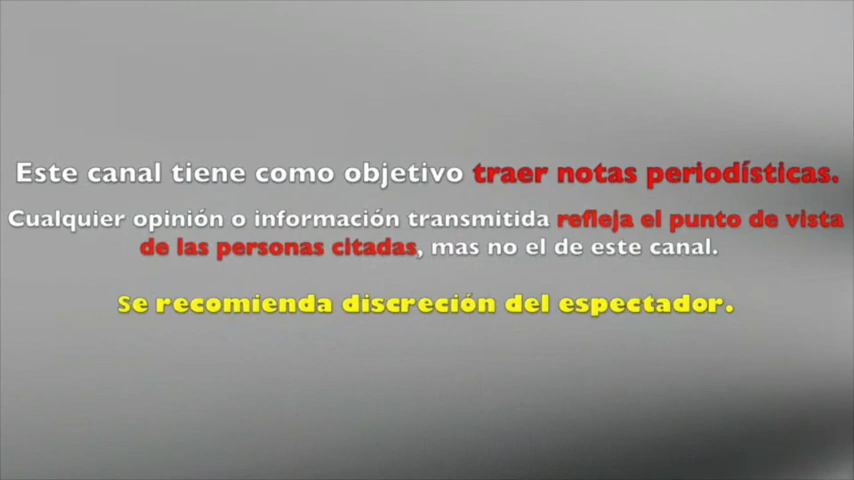 Este canal tiene como objetivo traer notas periodísticas.
Cualquier opinión o información transmitida refleja el punto de vista
de las personas citadas, mas no el de este canal.
Se recomienda discreción del espectador.